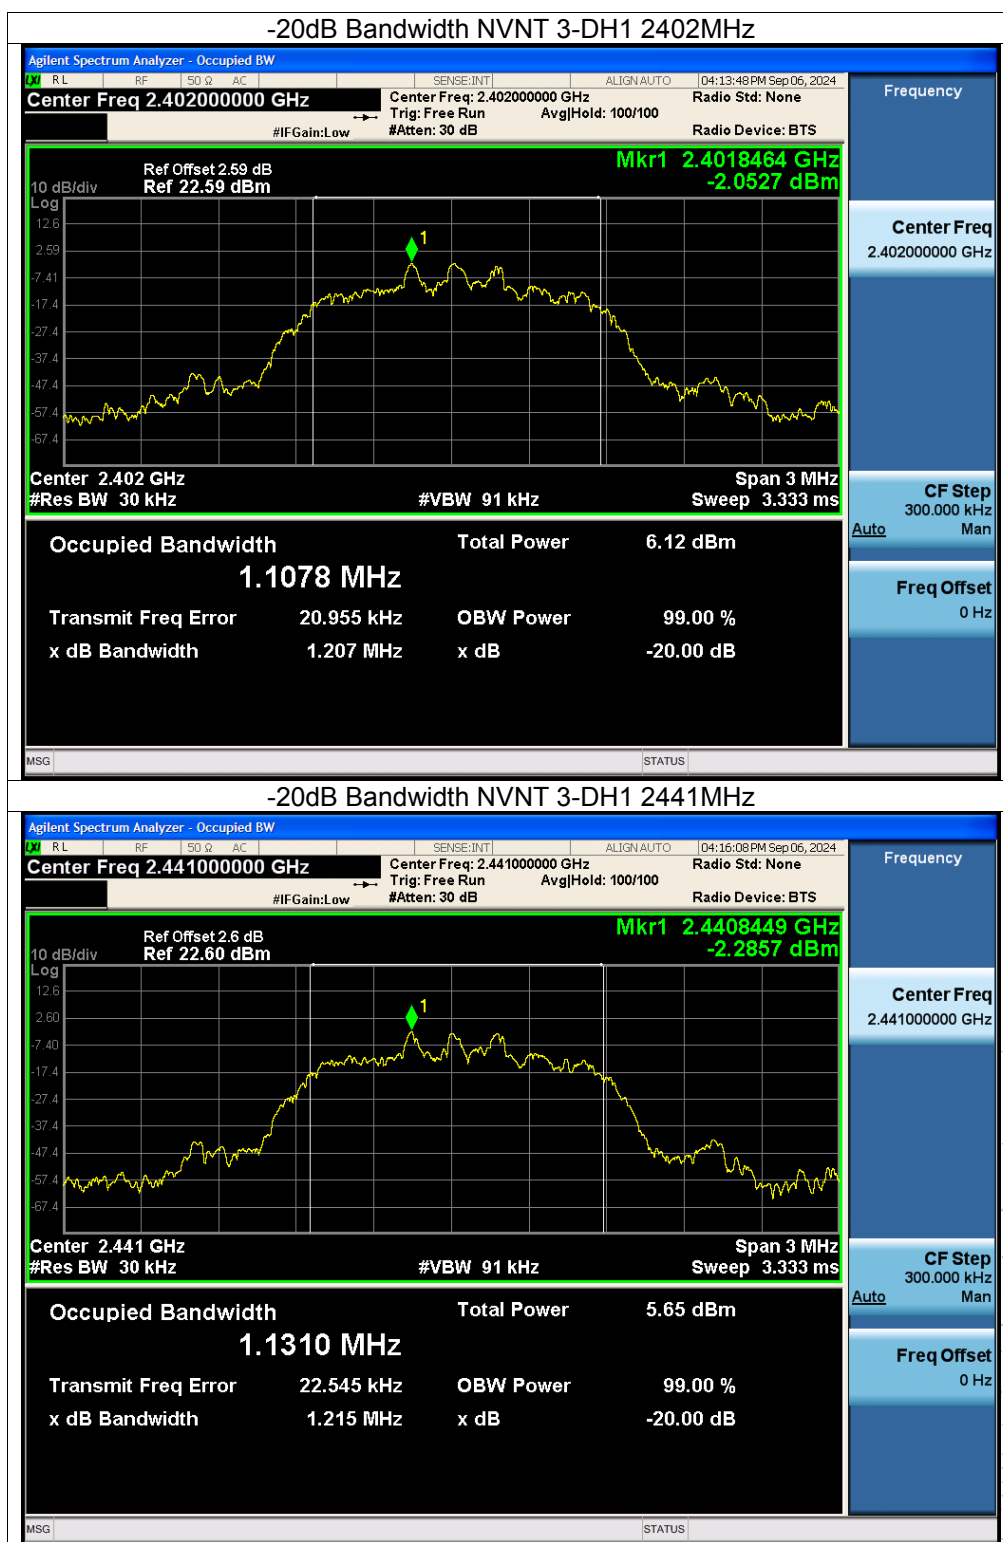 -20dB Bandwidth NVNT 3-DH1 2402MHz
Agilent Spectrum Analyzer - Occupied BW
LXI RL RF 50 Ω AC SENSE:INT ALIGN AUTO 04:13:48 PM Sep 06, 2024
Center Freq 2.402000000 GHz Center Freq: 2.402000000 GHz Radio Std: None
Trig: Free Run Avg|Hold: 100/100
#IFGain:Low #Atten: 30 dB Radio Device: BTS
Frequency
Mkr1 2.4018464 GHz
-2.0527 dBm
Ref Offset 2.59 dB
10 dB/div Ref 22.59 dBm
Log
12.6
2.59
-7.41
-17.4
-27.4
-37.4
-47.4
-57.4
-67.4
1
Center 2.402 GHz Span 3 MHz
#Res BW 30 kHz #VBW 91 kHz Sweep 3.333 ms
Center Freq
2.402000000 GHz
CF Step
300.000 kHz
Auto Man
Freq Offset
0 Hz
Occupied Bandwidth Total Power 6.12 dBm
1.1078 MHz
Transmit Freq Error 20.955 kHz OBW Power 99.00 %
x dB Bandwidth 1.207 MHz x dB -20.00 dB
MSG STATUS
-20dB Bandwidth NVNT 3-DH1 2441MHz
Agilent Spectrum Analyzer - Occupied BW
LXI RL RF 50 Ω AC SENSE:INT ALIGN AUTO 04:16:08 PM Sep 06, 2024
Center Freq 2.441000000 GHz Center Freq: 2.441000000 GHz Radio Std: None
Trig: Free Run Avg|Hold: 100/100
#IFGain:Low #Atten: 30 dB Radio Device: BTS
Frequency
Mkr1 2.4408449 GHz
-2.2857 dBm
Ref Offset 2.6 dB
10 dB/div Ref 22.60 dBm
Log
12.6
2.60
-7.40
-17.4
-27.4
-37.4
-47.4
-57.4
-67.4
1
Center 2.441 GHz Span 3 MHz
#Res BW 30 kHz #VBW 91 kHz Sweep 3.333 ms
Center Freq
2.441000000 GHz
CF Step
300.000 kHz
Auto Man
Freq Offset
0 Hz
Occupied Bandwidth Total Power 5.65 dBm
1.1310 MHz
Transmit Freq Error 22.545 kHz OBW Power 99.00 %
x dB Bandwidth 1.215 MHz x dB -20.00 dB
MSG STATUS